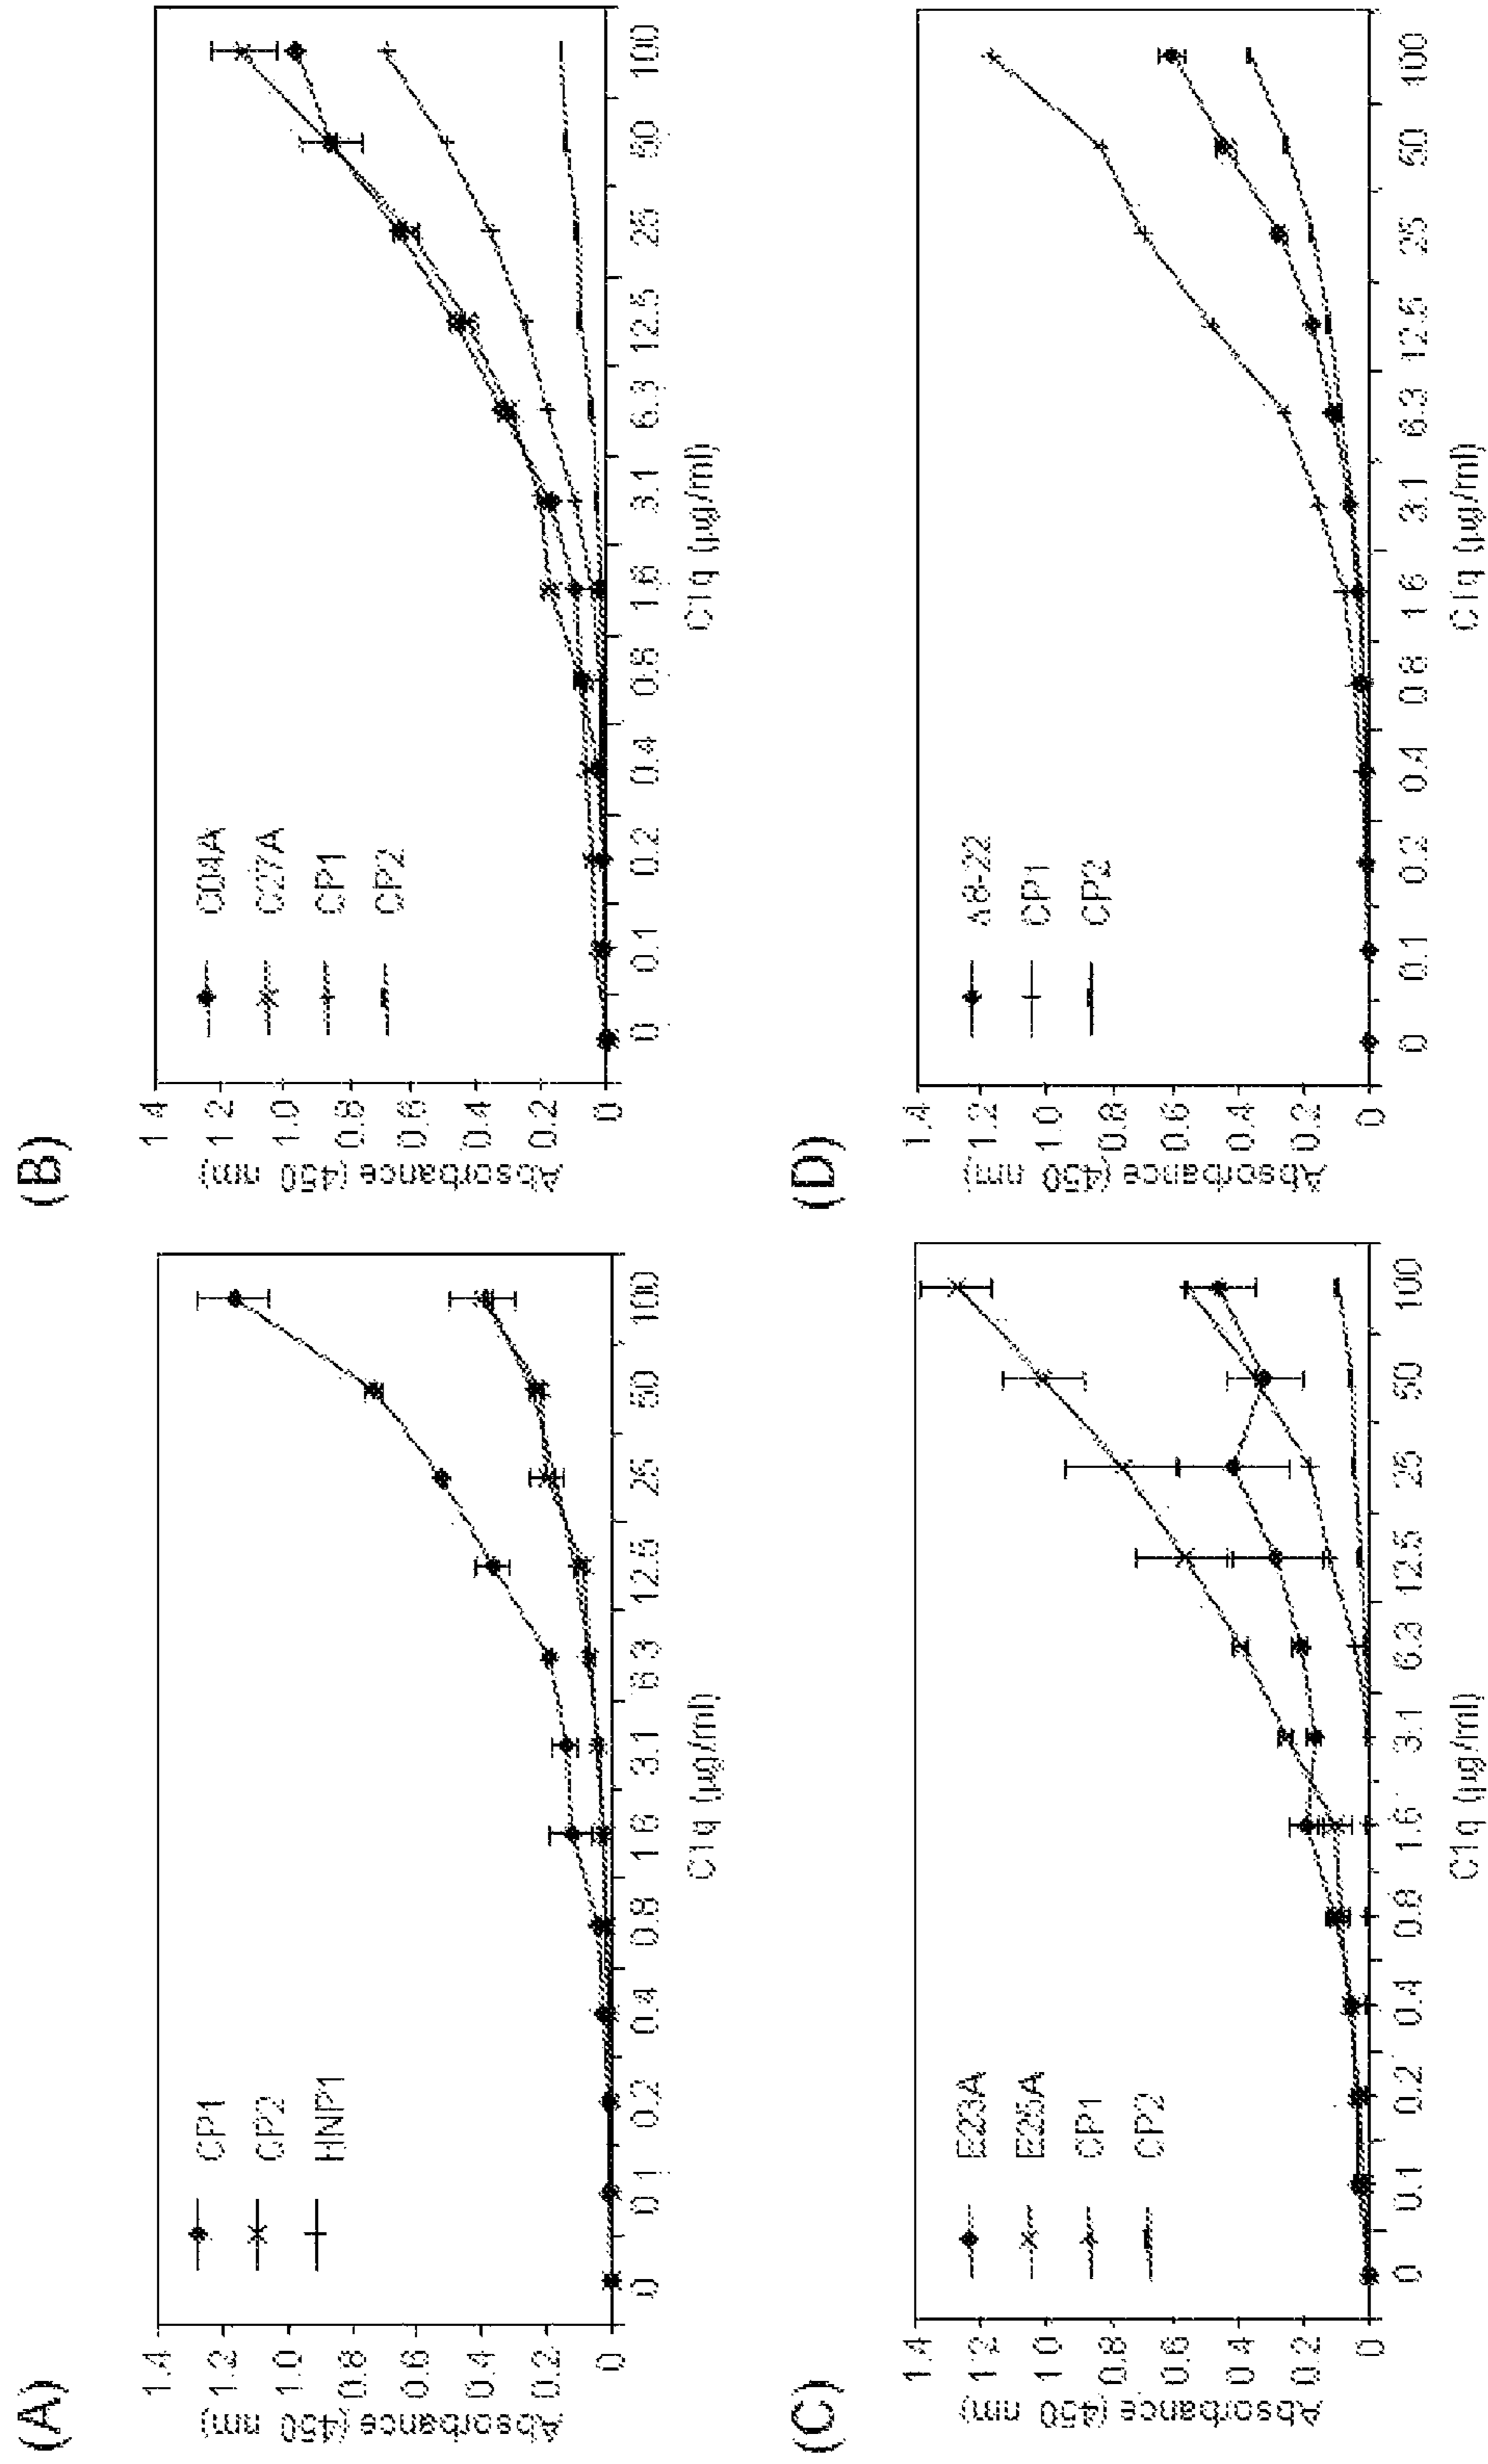 (A)
Absorbance (450 nm)
1.4
1.2
1.0
0.8
0.6
0.4
0.2
0
CP1
CP2
HNP1
0 0.1 0.2 0.4 0.8 1.6 3.1 6.3 12.5 25 50 100
C1q (µg/ml)
(B)
Absorbance (450 nm)
1.4
1.2
1.0
0.8
0.6
0.4
0.2
0
C04A
C27A
CP1
CP2
0 0.1 0.2 0.4 0.8 1.6 3.1 6.3 12.5 25 50 100
C1q (µg/ml)
(C)
Absorbance (450 nm)
1.4
1.2
1.0
0.8
0.6
0.4
0.2
0
E23A
E25A
CP1
CP2
0 0.1 0.2 0.4 0.8 1.6 3.1 6.3 12.5 25 50 100
C1q (µg/ml)
(D)
Absorbance (450 nm)
1.4
1.2
1.0
0.8
0.6
0.4
0.2
0
Δ8-22
CP1
CP2
0 0.1 0.2 0.4 0.8 1.6 3.1 6.3 12.5 25 50 100
C1q (µg/ml)